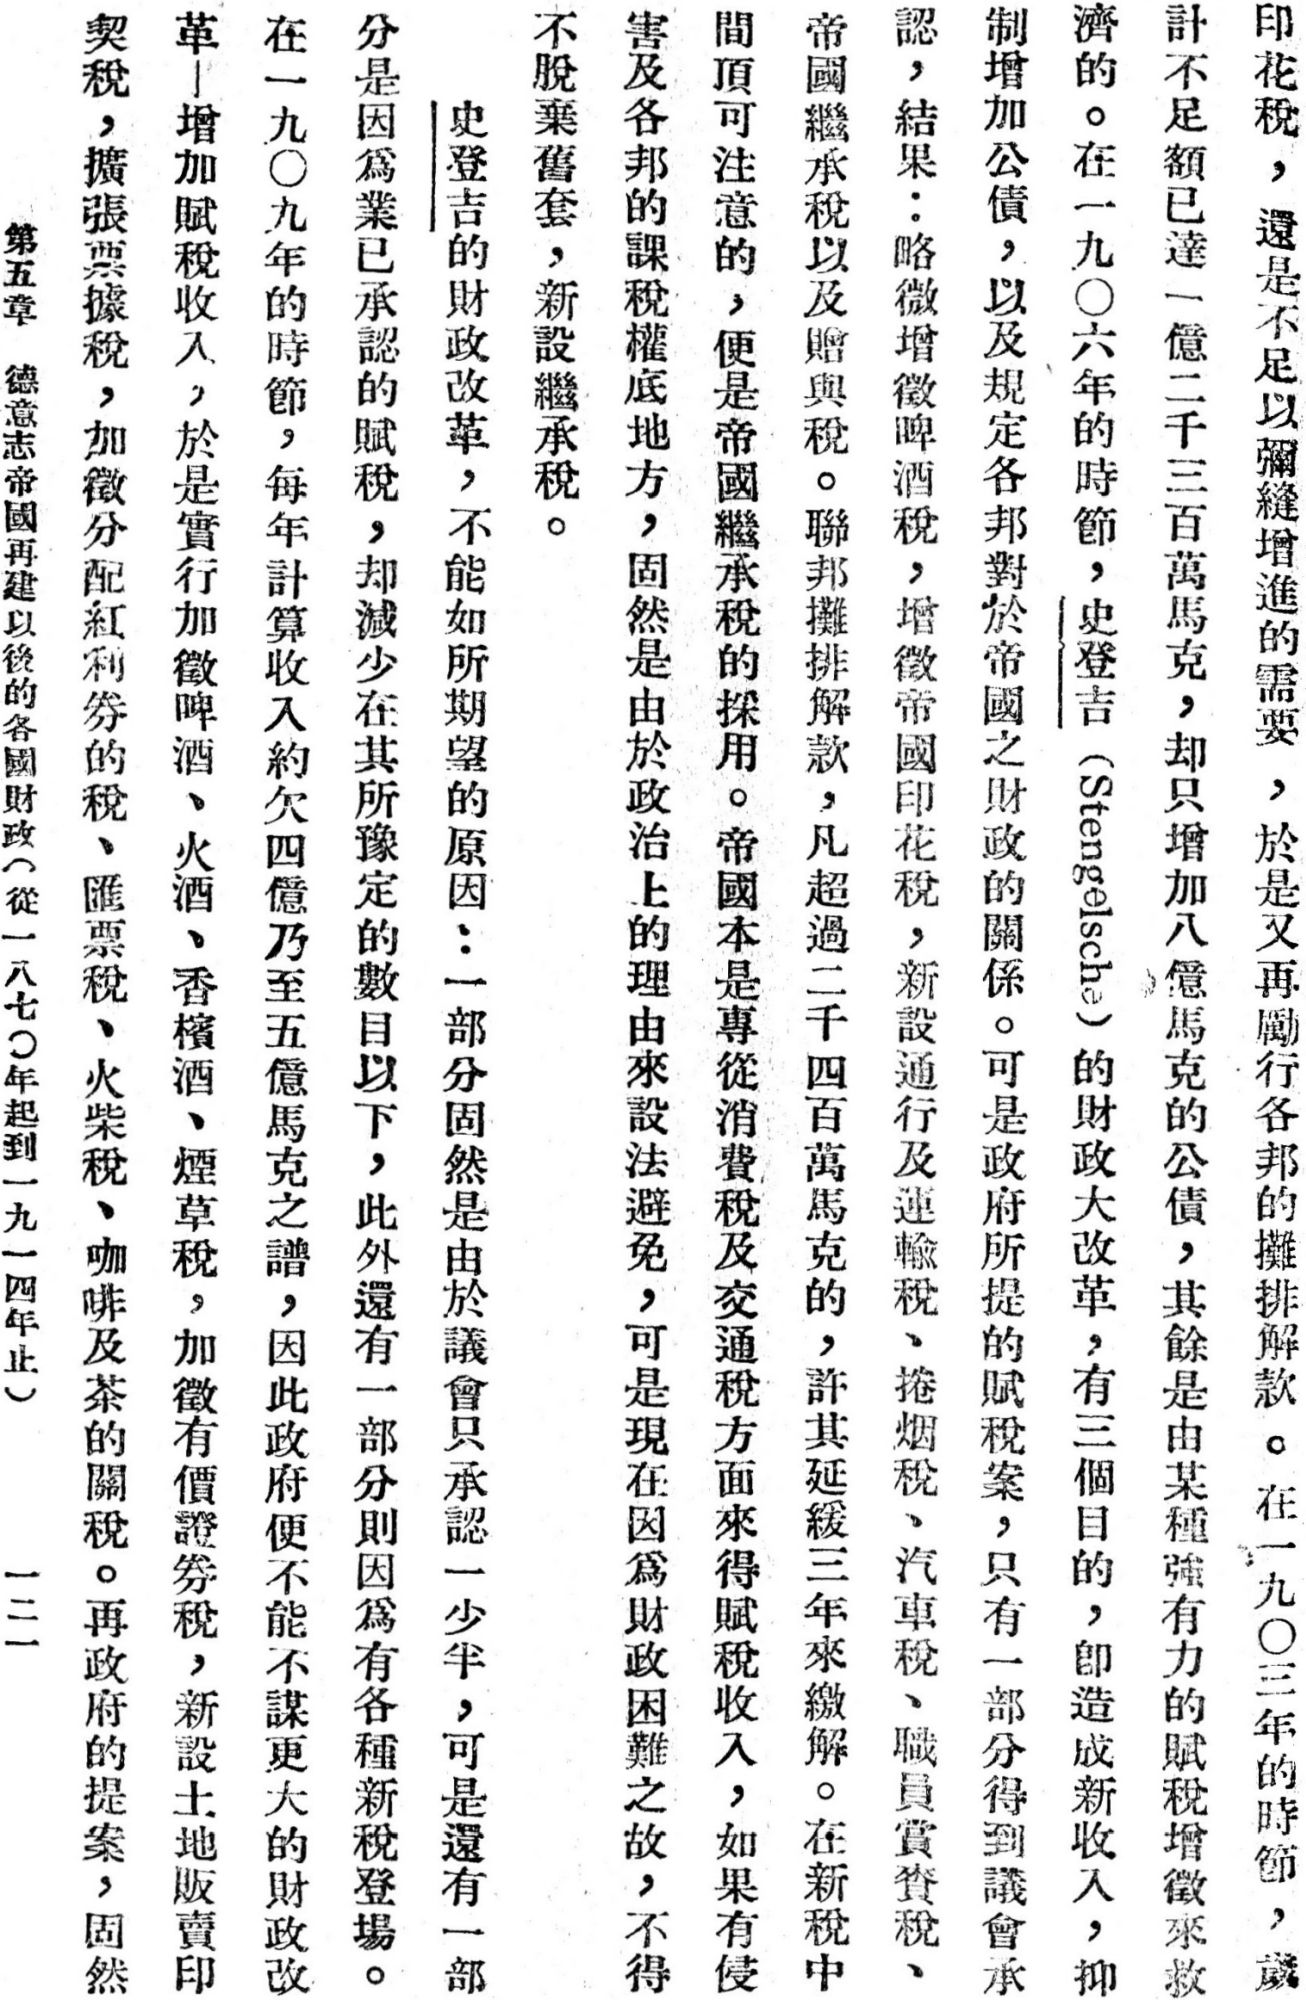 印花稅，還是不足以彌縫增進的需要，於是又再勵行各邦的攤排解款。在一九〇三年的時節，歲
計不足額已達一億二千三百萬馬克，却只增加八億馬克的公債，其餘是由某種強有力的賦稅增徵來救
濟的。在一九〇六年的時節，史登吉（Stengelsche）的財政大改革，有三個目的，卽造成新收入，抑
制增加公債，以及規定各邦對於帝國之財政的關係。可是政府所提的賦稅案，只有一部分得到議會承
認，結果：略微增徵啤酒稅，增徵帝國印花稅，新設通行及運輸稅、捲烟稅、汽車稅、職員賞賚稅、
帝國繼承稅以及贈與稅。聯邦攤排解款，凡超過二千四百萬馬克的，許其延緩三年來繳解。在新稅中
間頂可注意的，便是帝國繼承稅的採用。帝國本是專從消費稅及交通稅方面來得賦稅收入，如果有侵
害及各邦的課稅權底地方，固然是由於政治上的理由來設法避免，可是現在因爲財政困難之故，不得
不脫棄舊套，新設繼承稅。
史登吉的財政改革，不能如所期望的原因：一部分固然是由於議會只承認一少半，可是還有一部
分是因爲業已承認的賦稅，却減少在其所豫定的數目以下，此外還有一部分則因爲有各種新稅登場。
在一九〇九年的時節，每年計算收入約欠四億乃至五億馬克之譜，因此政府便不能不謀更大的財政改
革—增加賦稅收入，於是實行加徵啤酒、火酒、香檳酒、煙草稅，加徵有價證券稅，新設土地販賣印
契稅，擴張票據稅，加徵分配紅利券的稅、匯票稅、火柴稅、咖啡及茶的關稅。再政府的提案，固然
第五章　德意志帝國再建以後的各國財政（從一八七〇年起到一九一四年止）　一二一